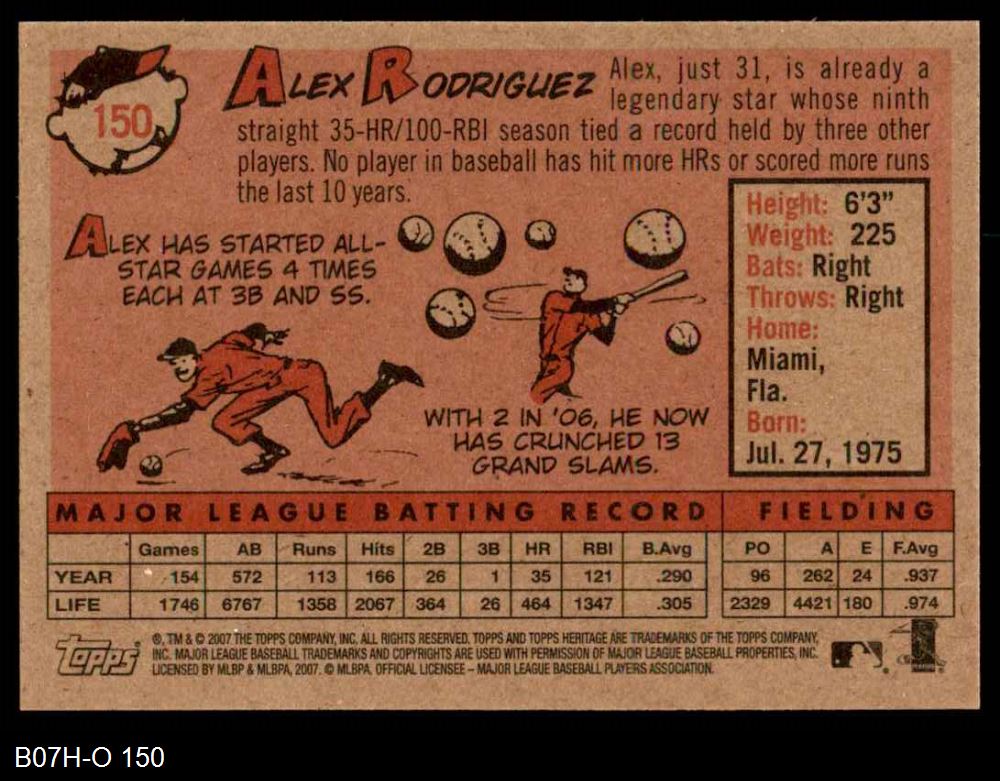 150
ALEX RODRIGUEZ
Alex, just 31, is already a
legendary star whose ninth
straight 35-HR/100-RBI season tied a record held by three other
players. No player in baseball has hit more HRs or scored more runs
the last 10 years.
ALEX HAS STARTED ALL-
STAR GAMES 4 TIMES
EACH AT 3B AND SS.
WITH 2 IN '06, HE NOW
HAS CRUNCHED 13
GRAND SLAMS.
Height: 6'3"
Weight: 225
Bats: Right
Throws: Right
Home:
Miami,
Fla.
Born:
Jul. 27, 1975
MAJOR LEAGUE BATTING RECORD FIELDING
Games AB Runs Hits 2B 3B HR RBI B.Avg PO A E F.Avg
YEAR 154 572 113 166 26 1 35 121 .290 96 262 24 .937
LIFE 1746 6767 1358 2067 364 26 464 1347 .305 2329 4421 180 .974
Topps
®, TM & © 2007 THE TOPPS COMPANY, INC. ALL RIGHTS RESERVED. TOPPS AND TOPPS HERITAGE ARE TRADEMARKS OF THE TOPPS COMPANY,
INC. MAJOR LEAGUE BASEBALL TRADEMARKS AND COPYRIGHTS ARE USED WITH PERMISSION OF MAJOR LEAGUE BASEBALL PROPERTIES, INC.
LICENSED BY MLBP & MLBPA, 2007. © MLBPA. OFFICIAL LICENSEE – MAJOR LEAGUE BASEBALL PLAYERS ASSOCIATION.
B07H-O 150